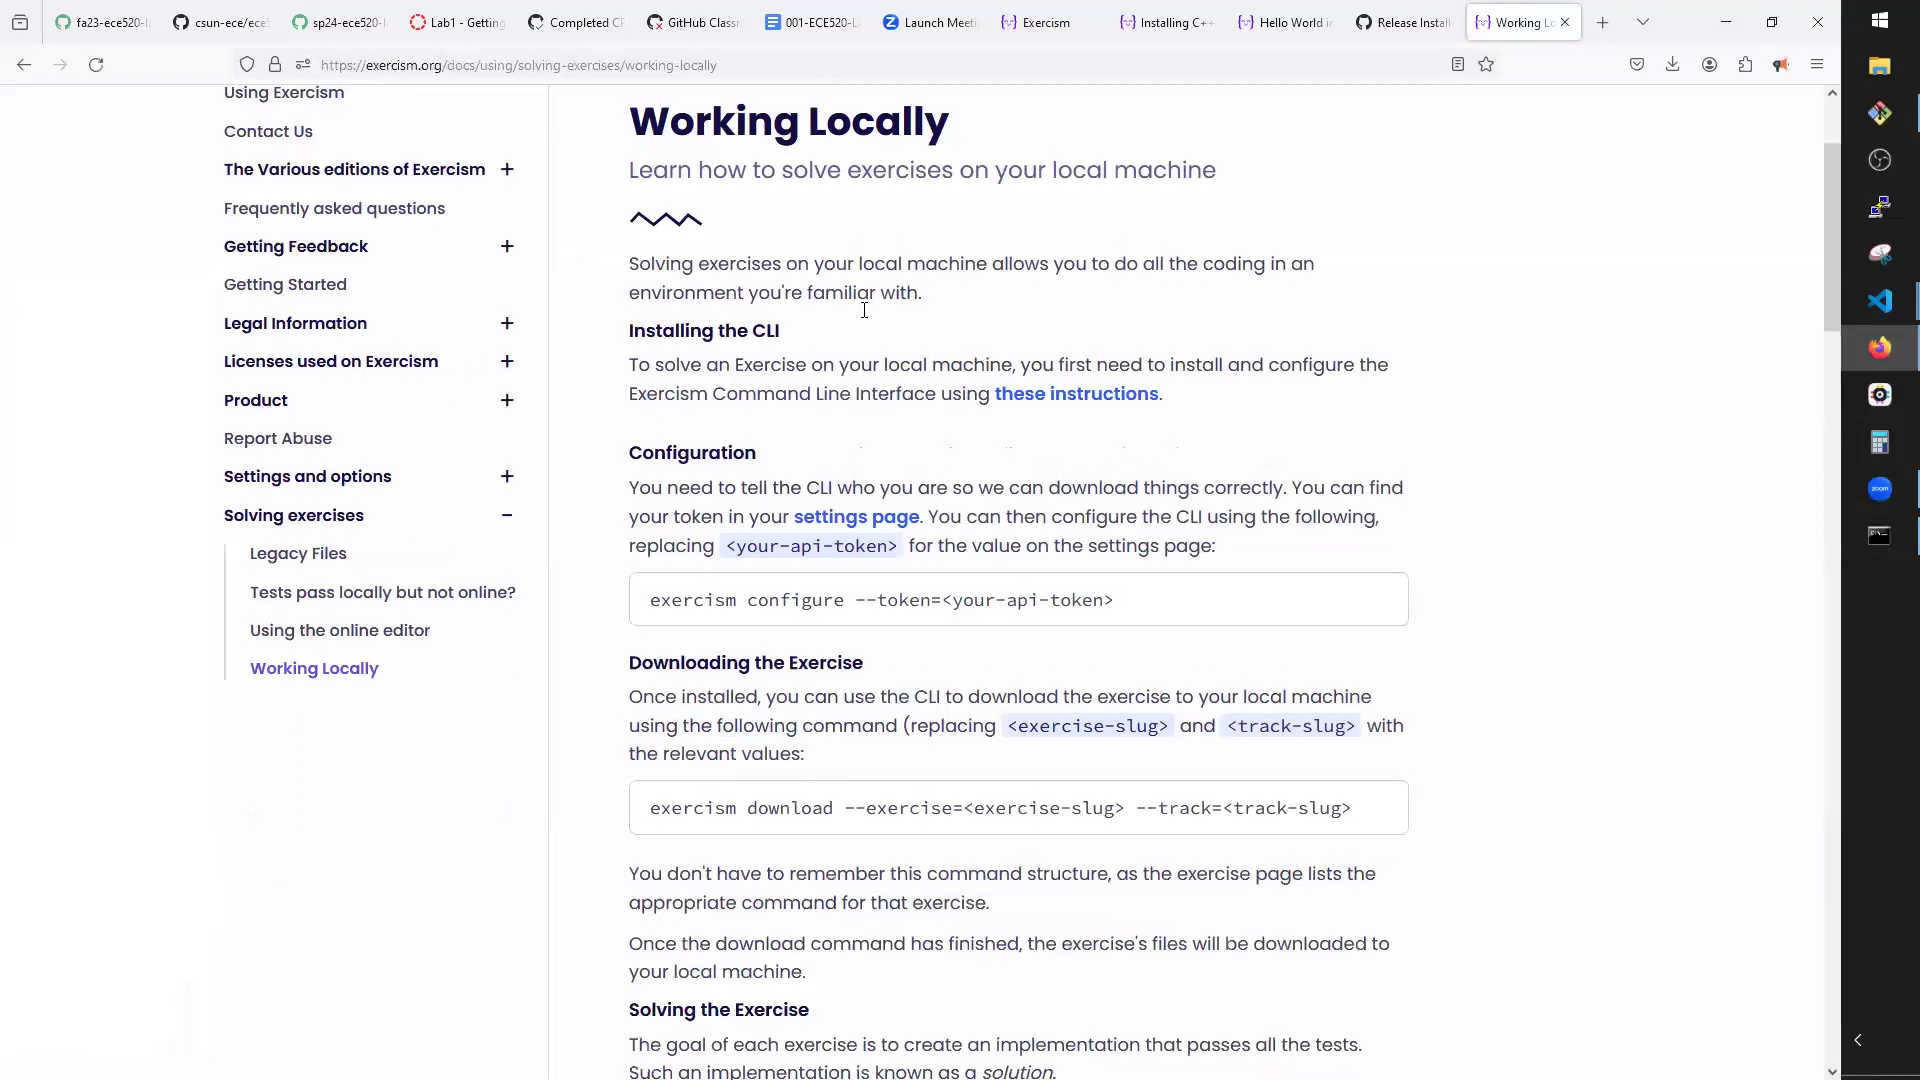 fa23-ece520-l
csun-ece/ece5
sp24-ece520-l
Lab1 - Getting
Completed CF
GitHub Classr
001-ECE520-L
Launch Meeti
Exercism
Installing C++
Hello World in
Release Install
Working Lo
https://exercism.org/docs/using/solving-exercises/working-locally
Using Exercism
Contact Us
The Various editions of Exercism +
Frequently asked questions
Getting Feedback +
Getting Started
Legal Information +
Licenses used on Exercism +
Product +
Report Abuse
Settings and options +
Solving exercises −
Legacy Files
Tests pass locally but not online?
Using the online editor
Working Locally
Working Locally
Learn how to solve exercises on your local machine
Solving exercises on your local machine allows you to do all the coding in an
environment you're familiar with.
Installing the CLI
To solve an Exercise on your local machine, you first need to install and configure the
Exercism Command Line Interface using these instructions.
Configuration
You need to tell the CLI who you are so we can download things correctly. You can find
your token in your settings page. You can then configure the CLI using the following,
replacing <your-api-token> for the value on the settings page:
exercism configure --token=<your-api-token>
Downloading the Exercise
Once installed, you can use the CLI to download the exercise to your local machine
using the following command (replacing <exercise-slug> and <track-slug> with
the relevant values:
exercism download --exercise=<exercise-slug> --track=<track-slug>
You don't have to remember this command structure, as the exercise page lists the
appropriate command for that exercise.
Once the download command has finished, the exercise's files will be downloaded to
your local machine.
Solving the Exercise
The goal of each exercise is to create an implementation that passes all the tests.
Such an implementation is known as a solution.
zoom